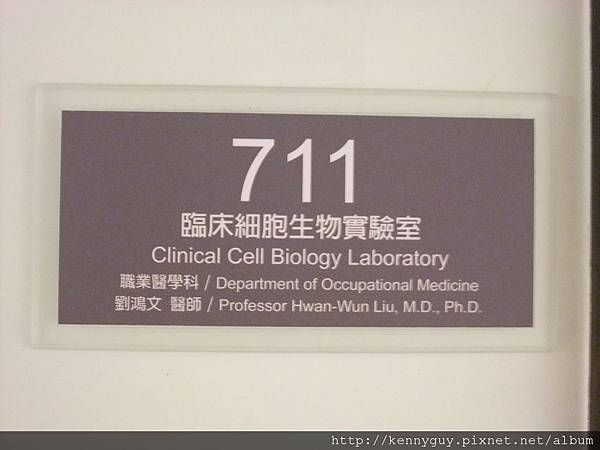 711
臨床細胞生物實驗室
Clinical Cell Biology Laboratory
職業醫學科 / Department of Occupational Medicine
劉鴻文 醫師 / Professor Hwan-Wun Liu, M.D., Ph.D.
http://kennyguy.pixnet.net/album